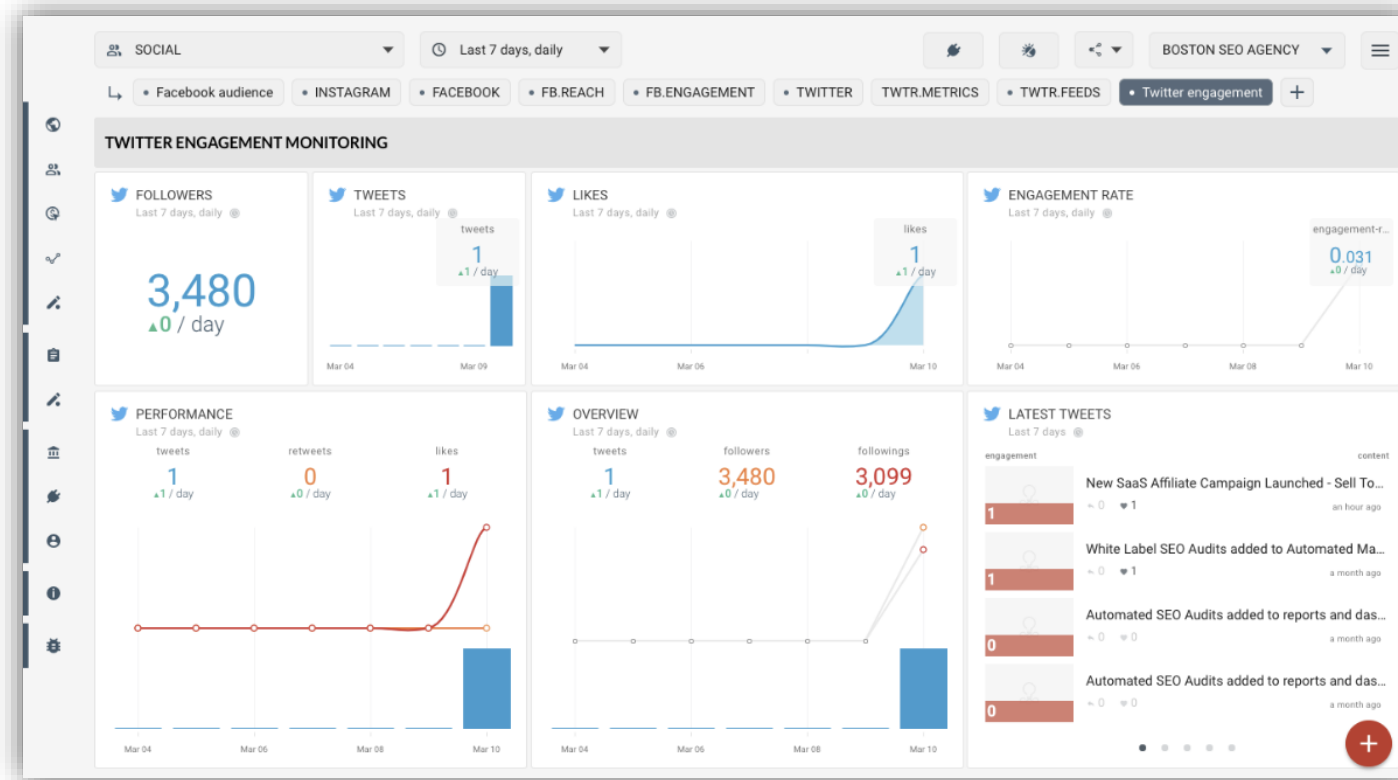 SOCIAL
Last 7 days, daily
BOSTON SEO AGENCY
• Facebook audience
• INSTAGRAM
• FACEBOOK
• FB.REACH
• FB.ENGAGEMENT
• TWITTER
TWTR.METRICS
• TWTR.FEEDS
• Twitter engagement
+
TWITTER ENGAGEMENT MONITORING
FOLLOWERS
Last 7 days, daily
3,480
▲0 / day
TWEETS
Last 7 days, daily
tweets
1
▲1 / day
Mar 04
Mar 09
LIKES
Last 7 days, daily
likes
1
▲1 / day
Mar 04
Mar 06
Mar 10
ENGAGEMENT RATE
Last 7 days, daily
engagement-r...
0.031
▲0 / day
Mar 04
Mar 06
Mar 08
Mar 10
PERFORMANCE
Last 7 days, daily
tweets
1
▲1 / day
retweets
0
▲0 / day
likes
1
▲1 / day
Mar 04
Mar 06
Mar 08
Mar 10
OVERVIEW
Last 7 days, daily
tweets
1
▲1 / day
followers
3,480
▲0 / day
followings
3,099
▲0 / day
Mar 04
Mar 06
Mar 08
Mar 10
LATEST TWEETS
Last 7 days
engagement
content
1
New SaaS Affiliate Campaign Launched - Sell To...
0
1
an hour ago
1
White Label SEO Audits added to Automated Ma...
0
1
a month ago
0
Automated SEO Audits added to reports and das...
0
0
a month ago
0
Automated SEO Audits added to reports and das...
0
0
a month ago
+